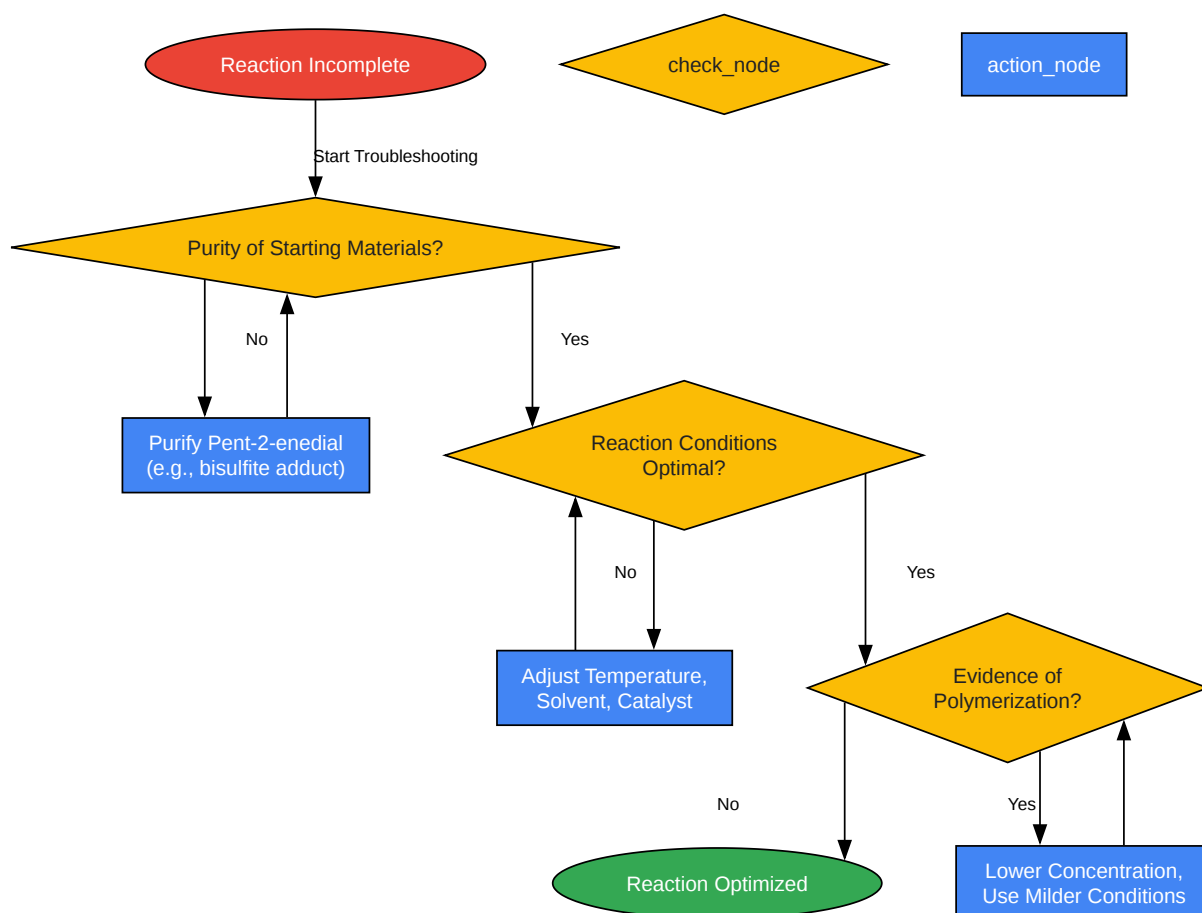 Reaction Incomplete
check_node
action_node
Start Troubleshooting
Purity of Starting Materials?
No
Yes
Purify Pent-2-enedial
(e.g., bisulfite adduct)
Reaction Conditions
Optimal?
No
Yes
Adjust Temperature,
Solvent, Catalyst
Evidence of
Polymerization?
No
Yes
Reaction Optimized
Lower Concentration,
Use Milder Conditions